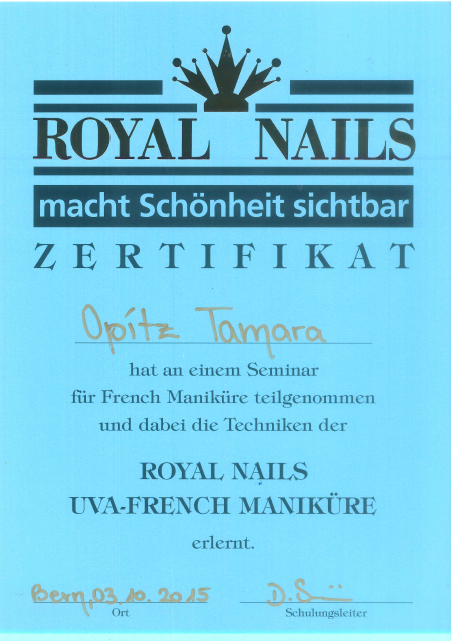 ROYAL NAILS
macht Schönheit sichtbar
ZERTIFIKAT
Opitz Tamara
hat an einem Seminar
für French Maniküre teilgenommen
und dabei die Techniken der
ROYAL NAILS
UVA-FRENCH MANIKÜRE
erlernt.
Bern, 03.10.2015
Ort Schulungsleiter